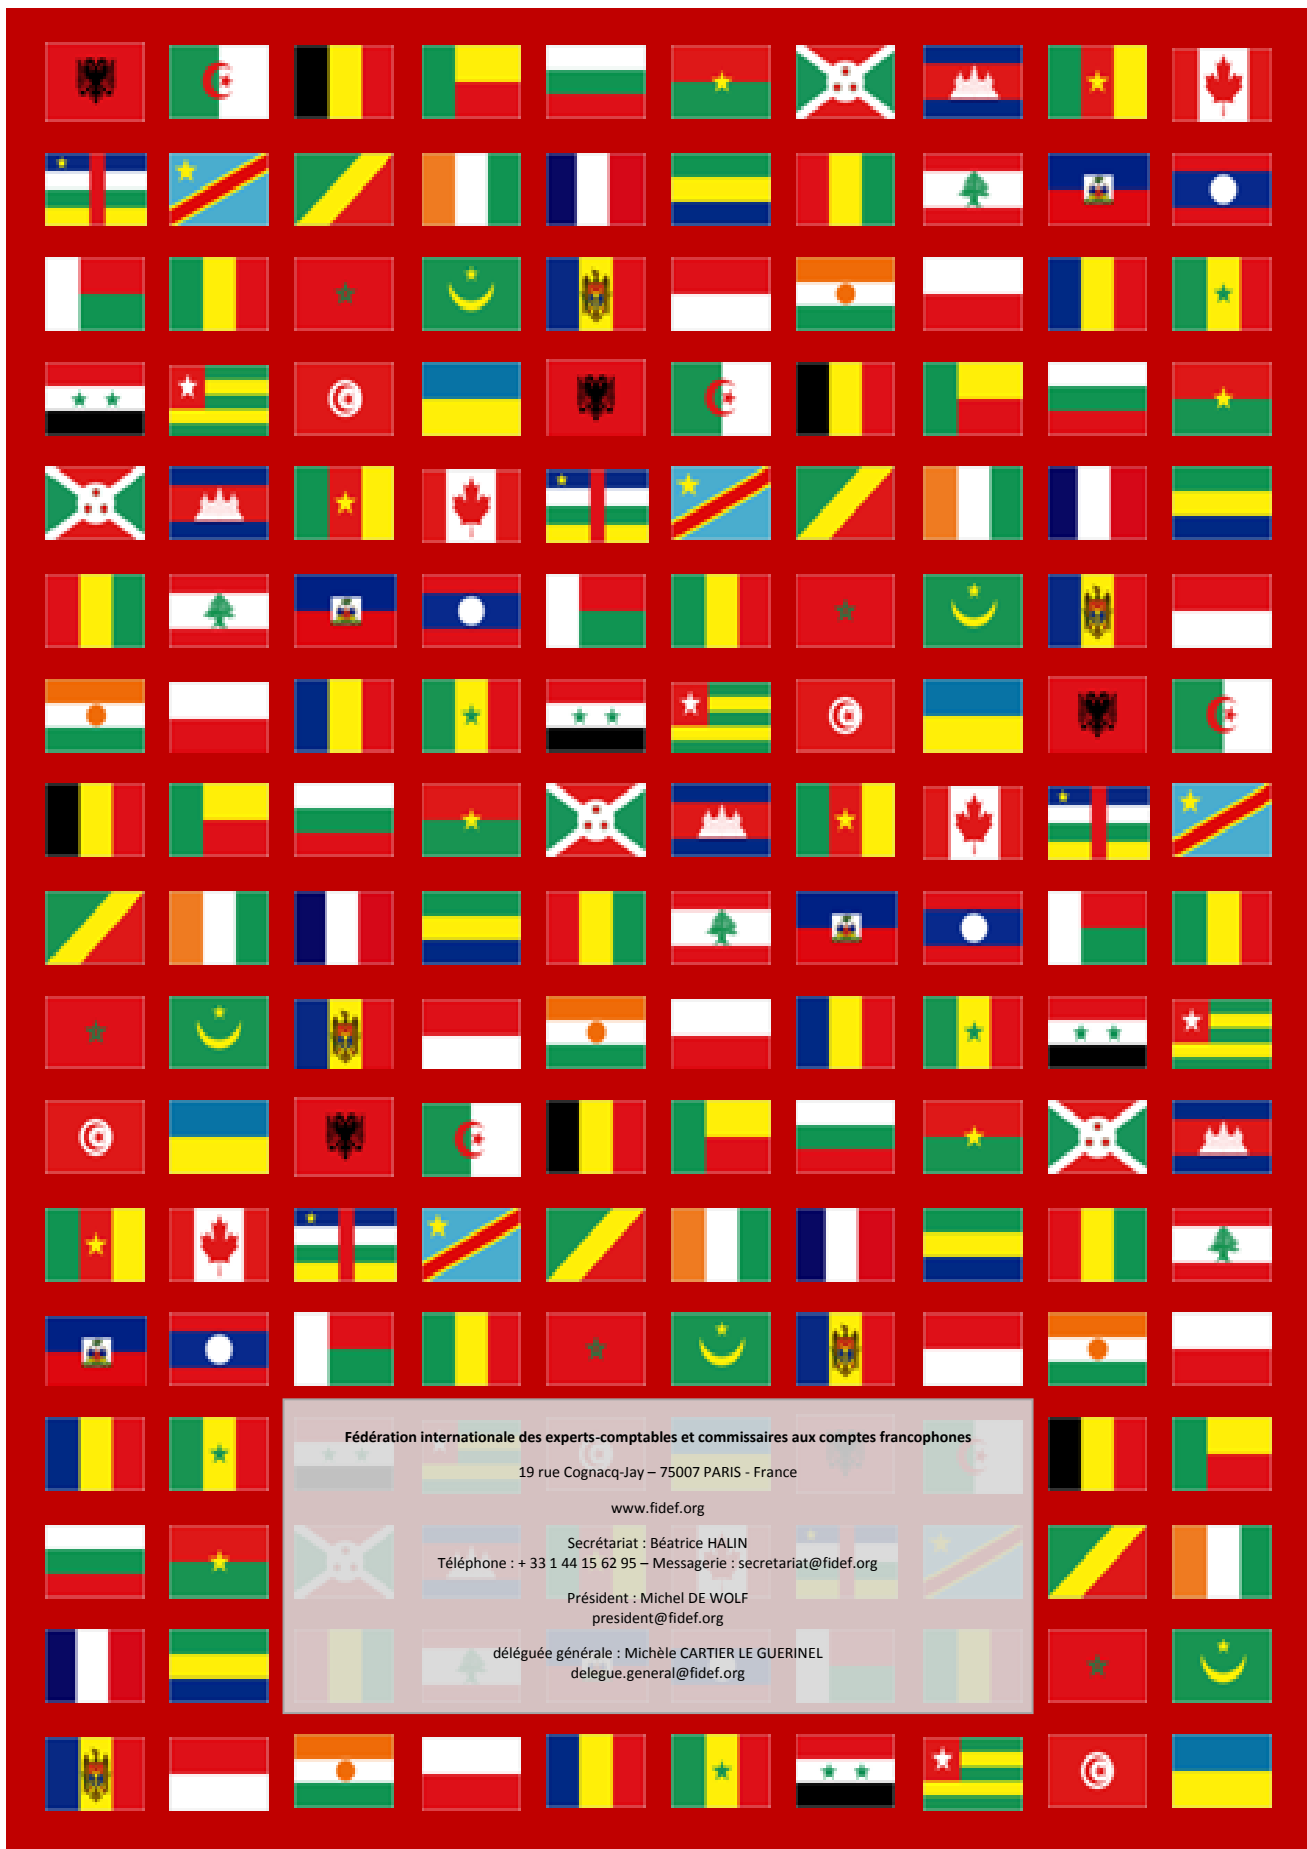 Fédération internationale des experts-comptables et commissaires aux comptes francophones
19 rue Cognacq-Jay – 75007 PARIS - France
www.fidef.org
Secrétariat : Béatrice HALIN
Téléphone : + 33 1 44 15 62 95 – Messagerie : secretariat@fidef.org
Président : Michel DE WOLF
president@fidef.org
déléguée générale : Michèle CARTIER LE GUERINEL
delegue.general@fidef.org